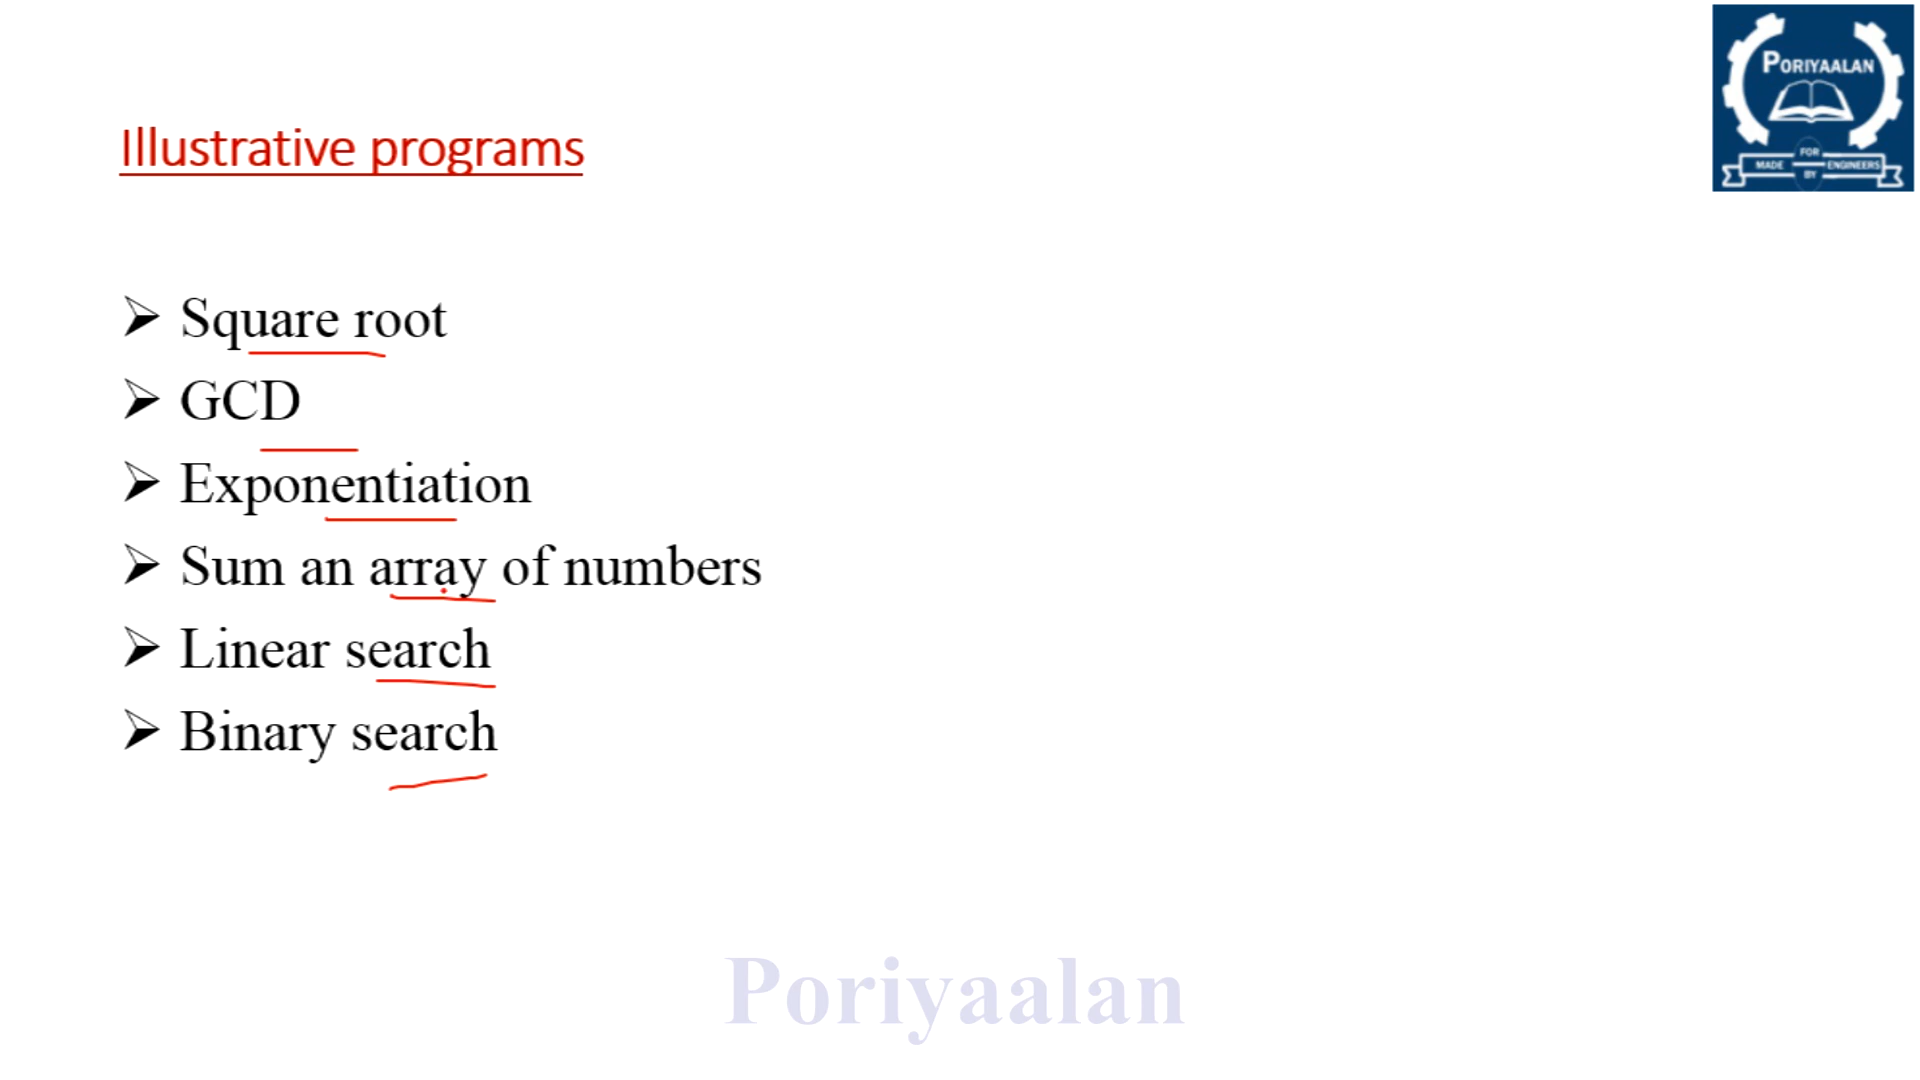 PORIYAALAN
FOR
MADE ENGINEERS
BY
Illustrative programs
➢ Square root
➢ GCD
➢ Exponentiation
➢ Sum an array of numbers
➢ Linear search
➢ Binary search
Poriyaalan